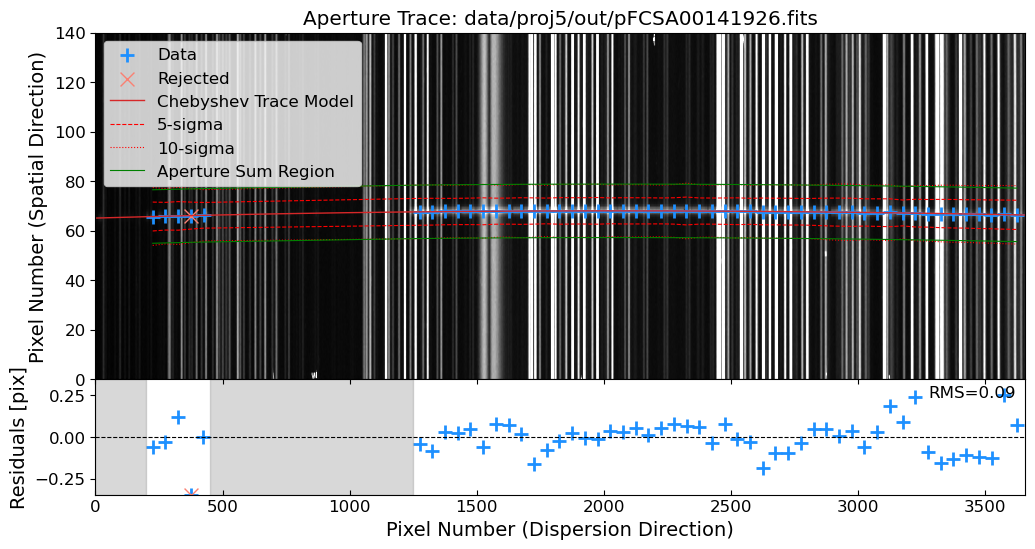 Aperture Trace: data/proj5/out/pFCSA00141926.fits
Pixel Number (Spatial Direction)
140
120
100
80
60
40
20
0
Data
Rejected
Chebyshev Trace Model
5-sigma
10-sigma
Aperture Sum Region
Residuals [pix]
0.25
0.00
−0.25
RMS=0.09
0 500 1000 1500 2000 2500 3000 3500
Pixel Number (Dispersion Direction)